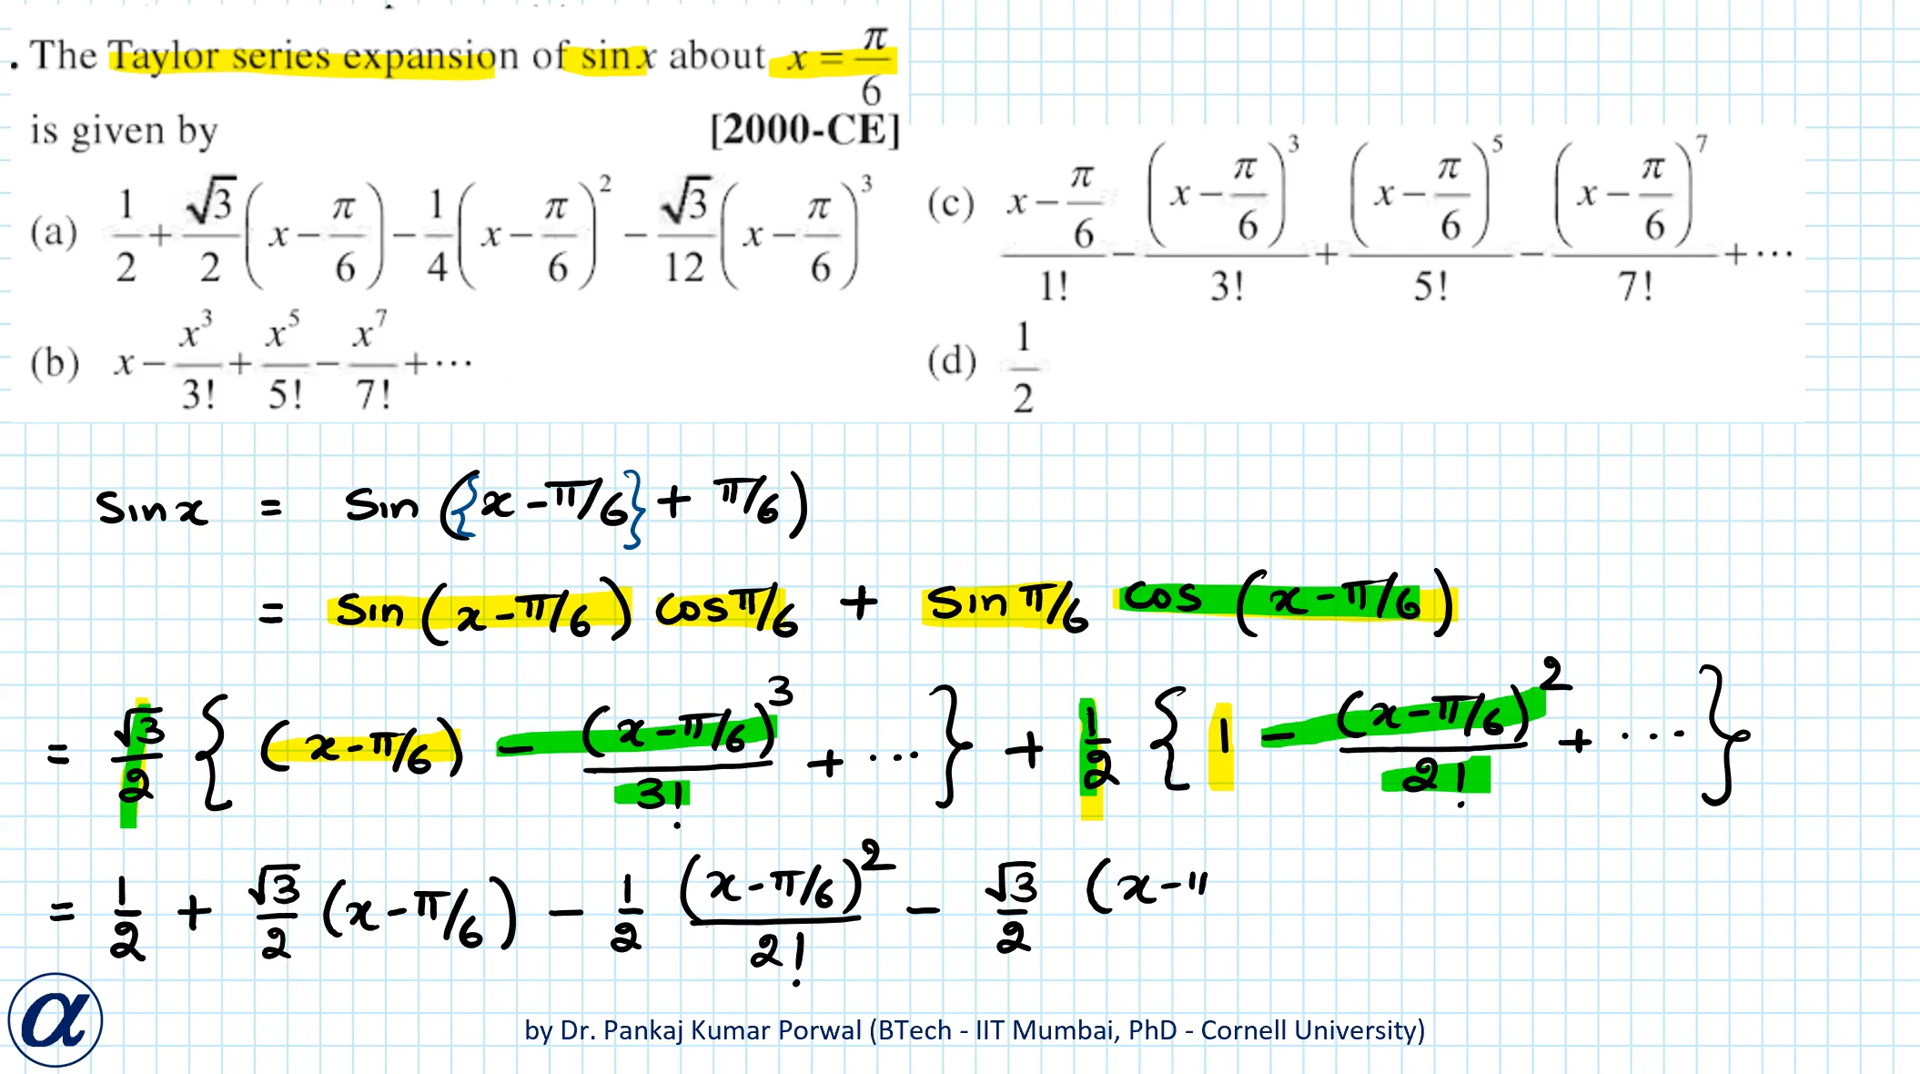 . The Taylor series expansion of sin x about x = π/6
is given by [2000-CE]
(a) 1/2 + √3/2 (x − π/6) − 1/4 (x − π/6)² − √3/12 (x − π/6)³
(b) x − x³/3! + x⁵/5! − x⁷/7! + ⋯
(c) (x − π/6)/1! − (x − π/6)³/3! + (x − π/6)⁵/5! − (x − π/6)⁷/7! + ⋯
(d) 1/2
sin x = sin ({x − π/6} + π/6)
= sin (x − π/6) cos π/6 + sin π/6 cos (x − π/6)
= √3/2 { (x − π/6) − (x − π/6)³/3! + ⋯ } + 1/2 { 1 − (x − π/6)²/2! + ⋯ }
= 1/2 + √3/2 (x − π/6) − 1/2 (x − π/6)²/2! − √3/2 (x −
α
by Dr. Pankaj Kumar Porwal (BTech - IIT Mumbai, PhD - Cornell University)